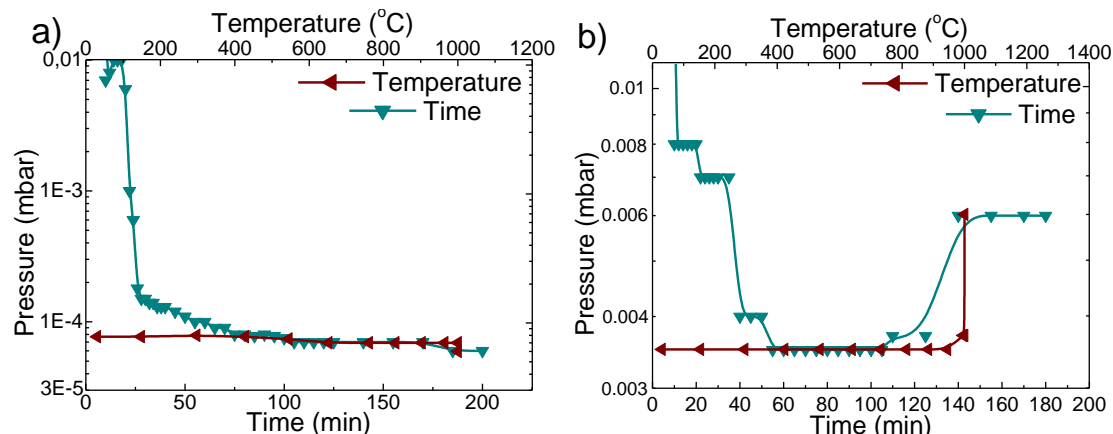 a)
Temperature (°C)
0 200 400 600 800 1000 1200
0,01
1E-3
1E-4
3E-5
Pressure (mbar)
Temperature
Time
0 50 100 150 200
Time (min)
b)
Temperature (°C)
0 200 400 600 800 1000 1200 1400
0.01
0.008
0.006
0.004
0.003
Pressure (mbar)
Temperature
Time
0 20 40 60 80 100 120 140 160 180 200
Time (min)